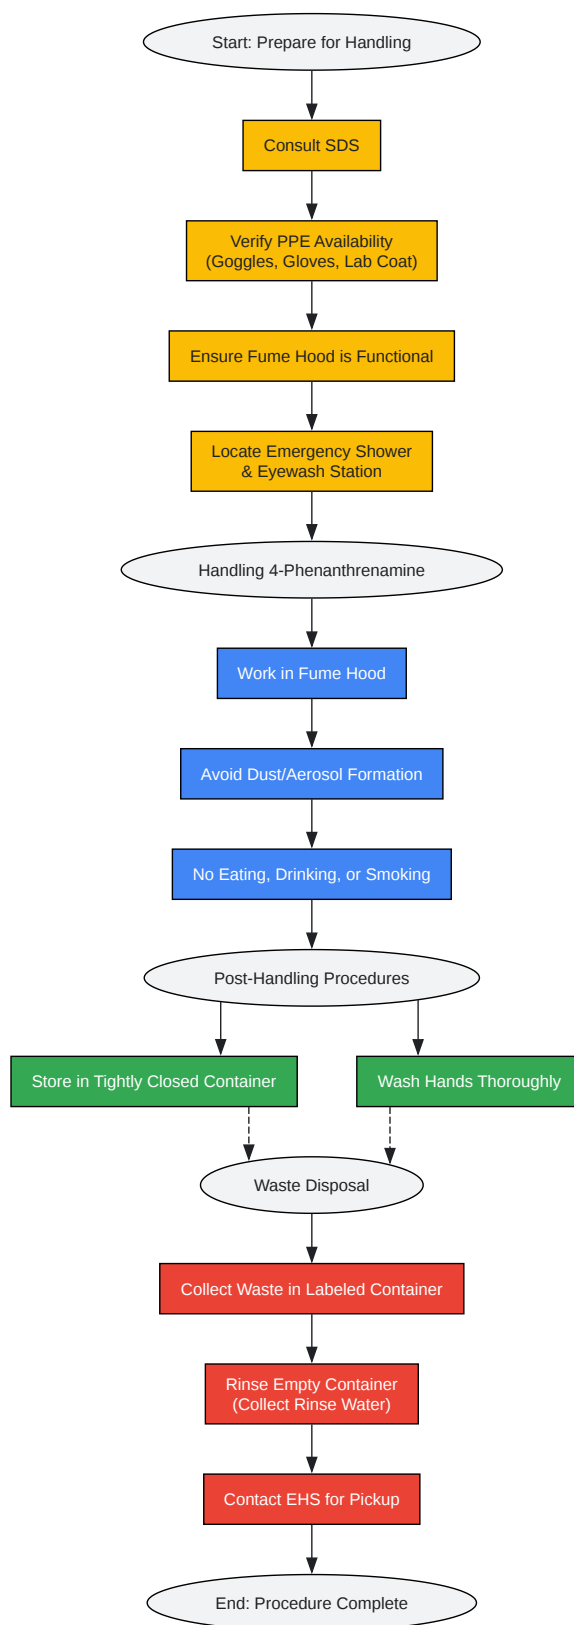 Start: Prepare for Handling
Consult SDS
Verify PPE Availability
(Goggles, Gloves, Lab Coat)
Ensure Fume Hood is Functional
Locate Emergency Shower
& Eyewash Station
Handling 4-Phenanthrenamine
Work in Fume Hood
Avoid Dust/Aerosol Formation
No Eating, Drinking, or Smoking
Post-Handling Procedures
Store in Tightly Closed Container
Wash Hands Thoroughly
Waste Disposal
Collect Waste in Labeled Container
Rinse Empty Container
(Collect Rinse Water)
Contact EHS for Pickup
End: Procedure Complete